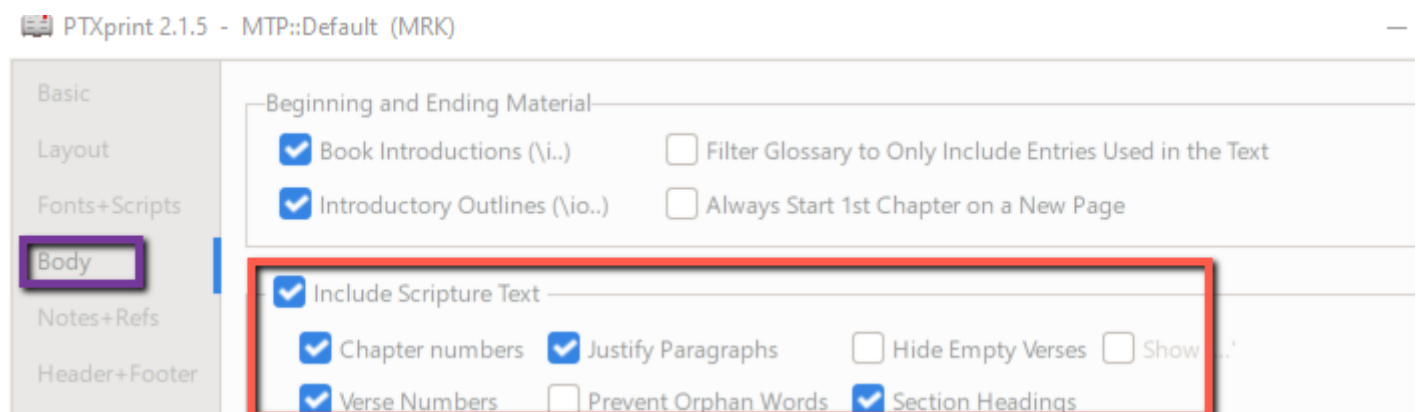 PTXprint 2.1.5 - MTP::Default (MRK)
Basic
Layout
Fonts+Scripts
Body
Notes+Refs
Header+Footer
Beginning and Ending Material
Book Introductions (\i..) Filter Glossary to Only Include Entries Used in the Text
Introductory Outlines (\io..) Always Start 1st Chapter on a New Page
Include Scripture Text
Chapter numbers Justify Paragraphs Hide Empty Verses Show
Verse Numbers Prevent Orphan Words Section Headings